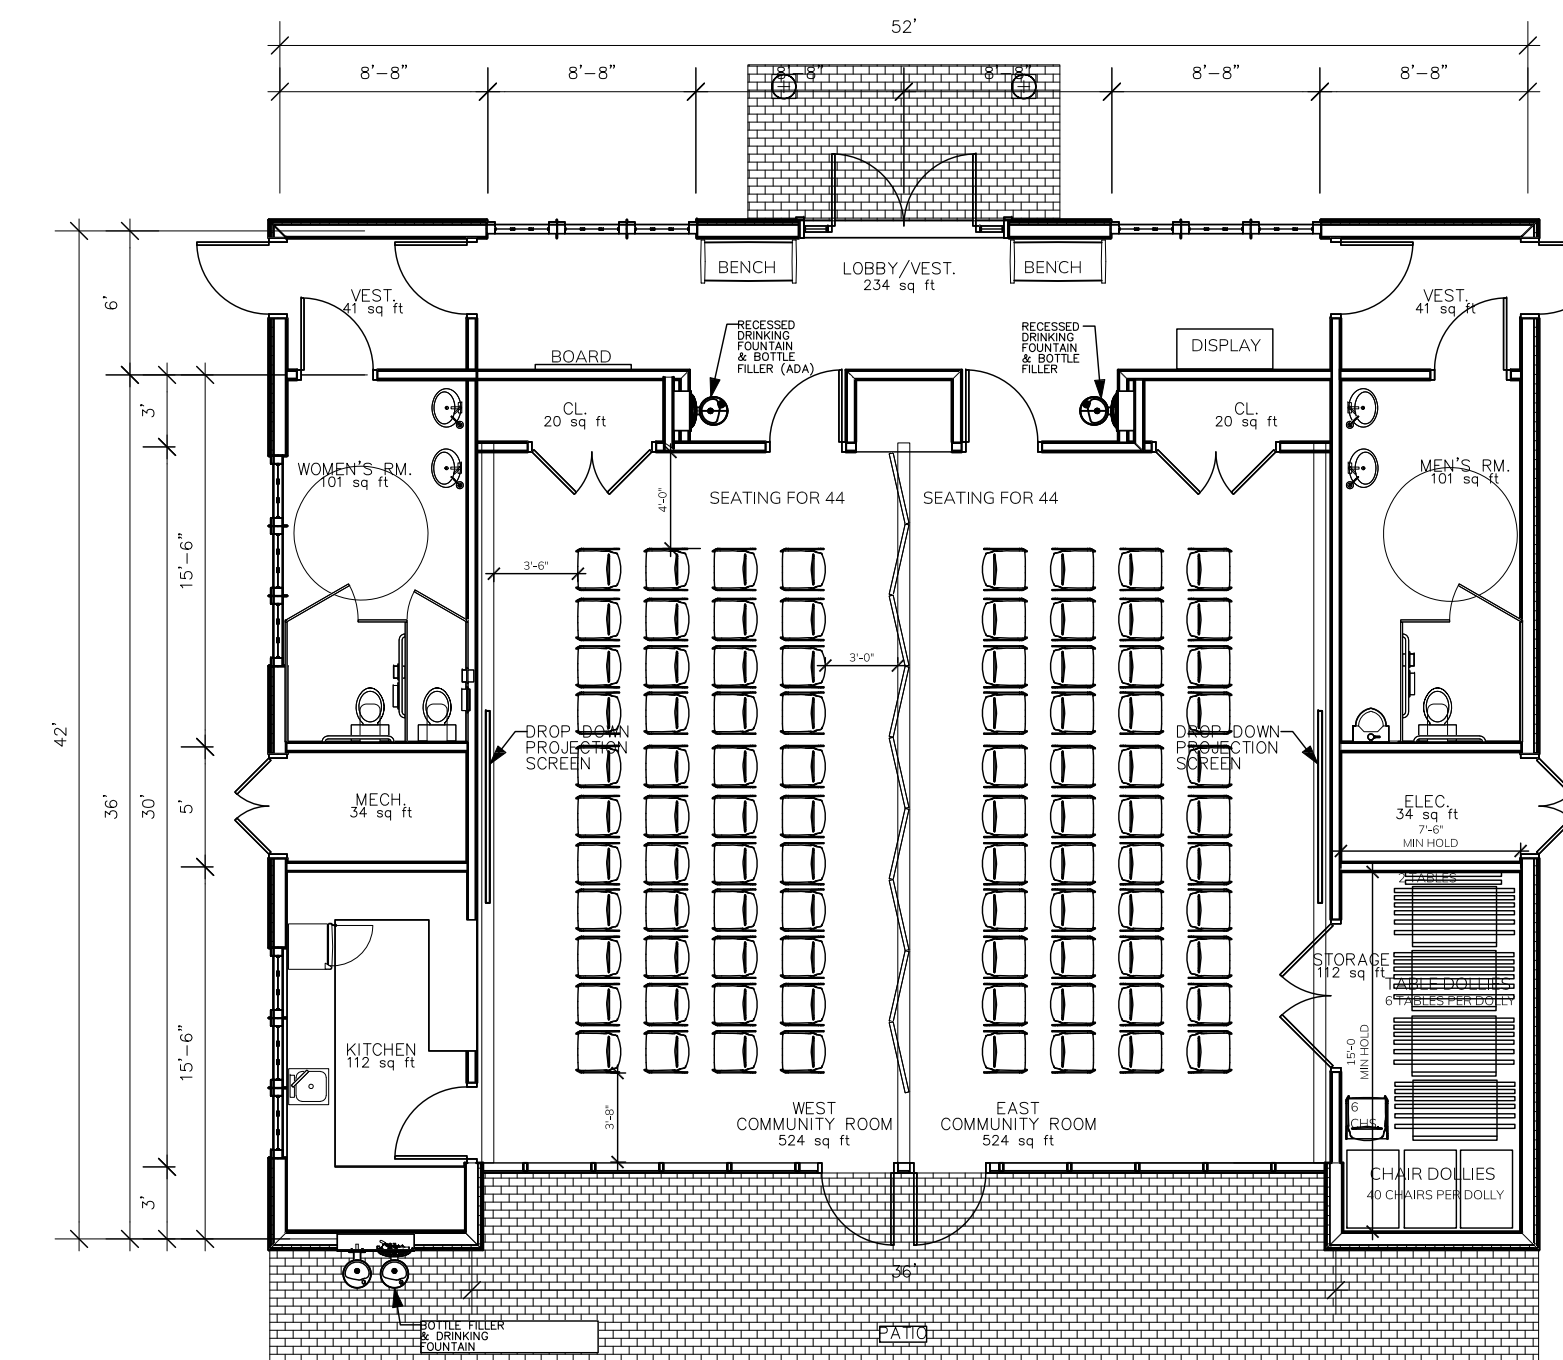 52'
8'-8"
8'-8"
8'-8"
8'-8"
8'-8"
8'-8"
BENCH
LOBBY/VEST.
234 sq ft
BENCH
VEST.
41 sq ft
VEST.
41 sq ft
6'
RECESSED
DRINKING
FOUNTAIN
& BOTTLE
FILLER (ADA)
RECESSED
DRINKING
FOUNTAIN
& BOTTLE
FILLER
BOARD
DISPLAY
3'
CL.
20 sq ft
CL.
20 sq ft
WOMEN'S RM.
101 sq ft
MEN'S RM.
101 sq ft
4'-0"
SEATING FOR 44
SEATING FOR 44
15'-6"
3'-6"
3'-0"
42'
DROP DOWN
PROJECTION
SCREEN
DROP DOWN
PROJECTION
SCREEN
36'
30'
5'
MECH.
34 sq ft
ELEC.
34 sq ft
7'-6"
MIN HOLD
2 TABLES
STORAGE
112 sq ft
TABLE DOLLIES
6 TABLES PER DOLLY
15'-6"
KITCHEN
112 sq ft
15'-0
MIN HOLD
3'-8"
WEST
COMMUNITY ROOM
524 sq ft
EAST
COMMUNITY ROOM
524 sq ft
6
CHS.
CHAIR DOLLIES
40 CHAIRS PER DOLLY
3'
36'
BOTTLE FILLER
& DRINKING
FOUNTAIN
PATIO